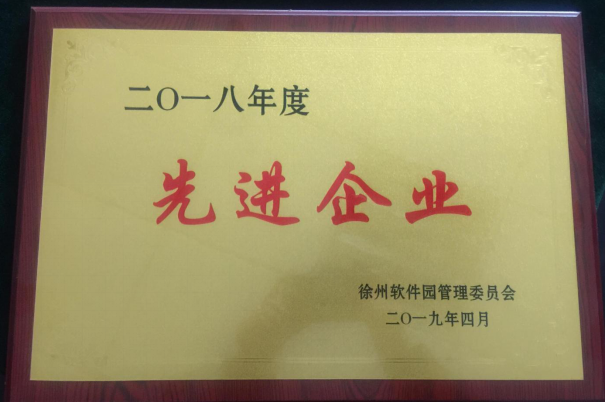 二〇一八年度
先进企业
徐州软件园管理委员会
二〇一九年四月